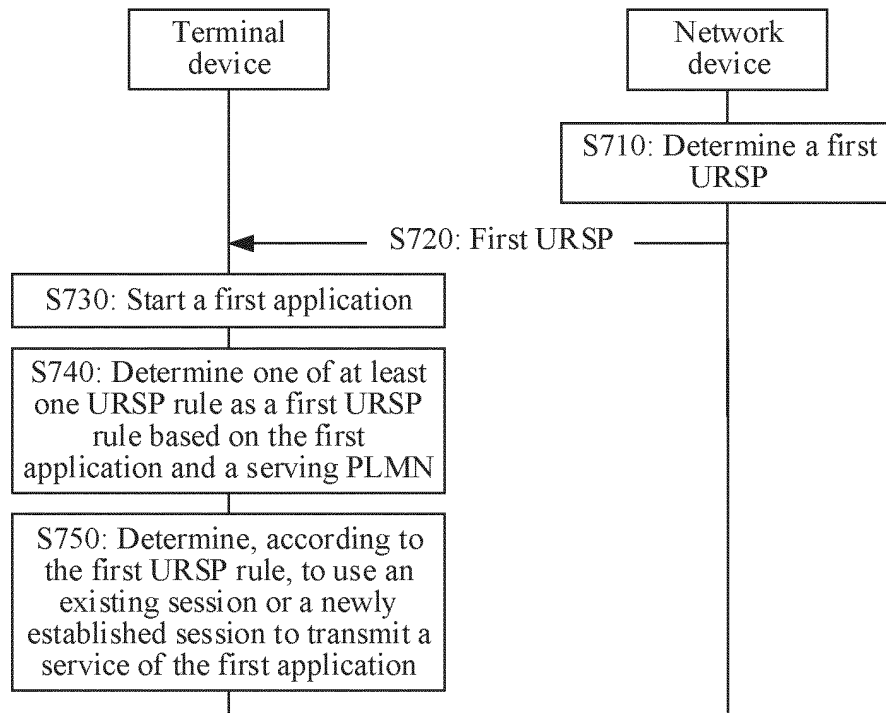 Terminal
device
Network
device
S710: Determine a first
URSP
S720: First URSP
S730: Start a first application
S740: Determine one of at least
one URSP rule as a first URSP
rule based on the first
application and a serving PLMN
S750: Determine, according to
the first URSP rule, to use an
existing session or a newly
established session to transmit a
service of the first application